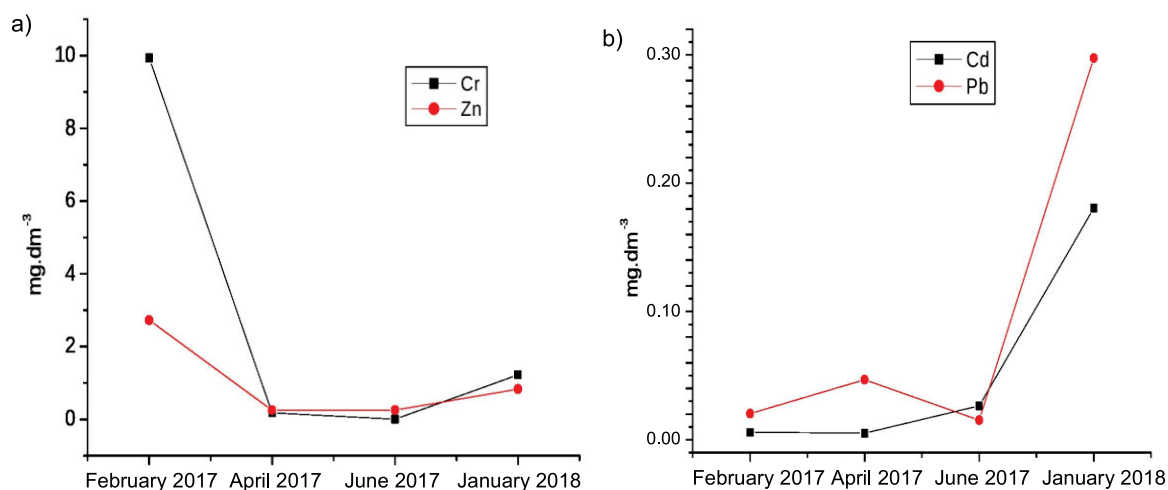 a)
10
8
6
4
2
0
mg.dm⁻³
Cr
Zn
February 2017 April 2017 June 2017 January 2018
b)
0.30
0.20
0.10
0.00
mg.dm⁻³
Cd
Pb
February 2017 April 2017 June 2017 January 2018